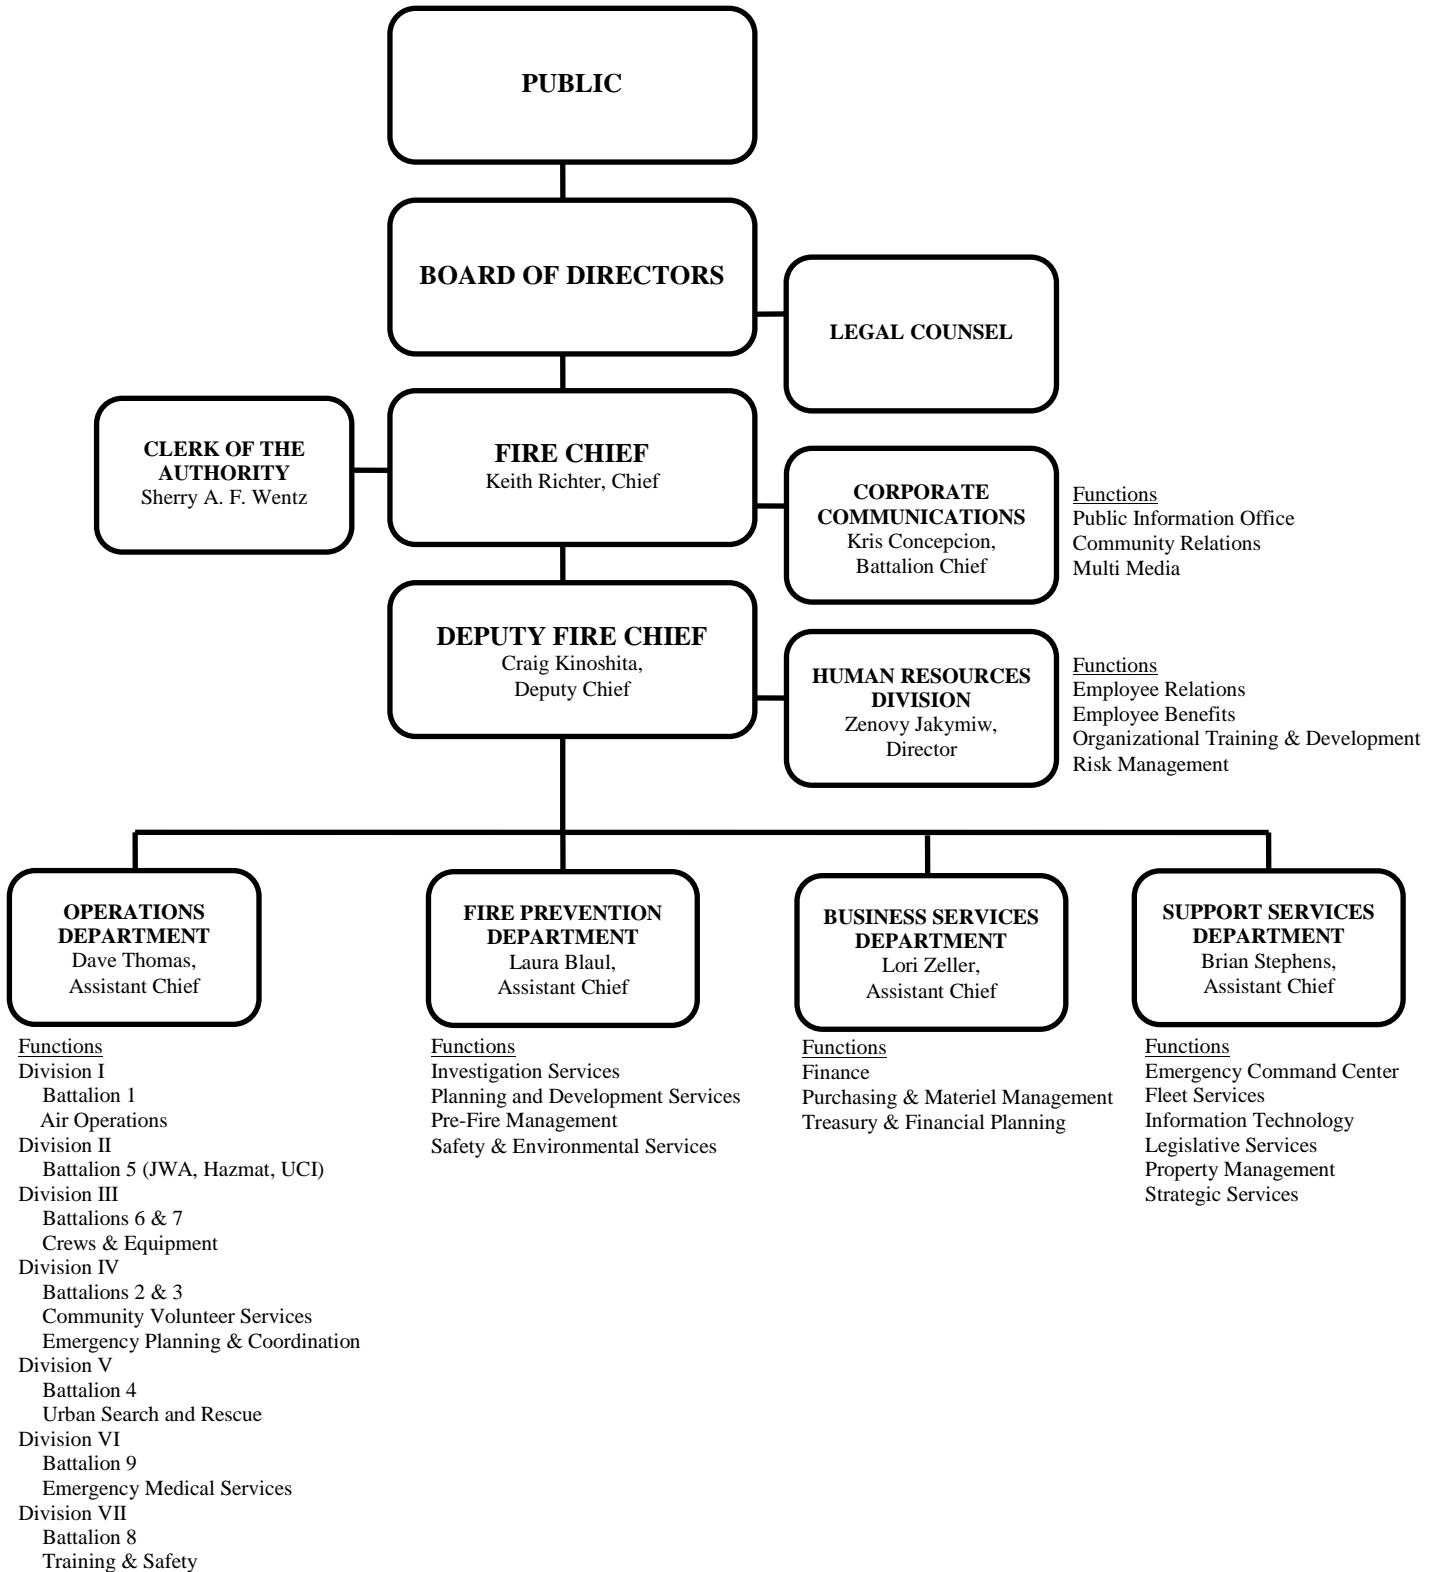 PUBLIC
BOARD OF DIRECTORS
LEGAL COUNSEL
CLERK OF THE
AUTHORITY
Sherry A. F. Wentz
FIRE CHIEF
Keith Richter, Chief
CORPORATE
COMMUNICATIONS
Kris Concepcion,
Battalion Chief
Functions
Public Information Office
Community Relations
Multi Media
DEPUTY FIRE CHIEF
Craig Kinoshita,
Deputy Chief
HUMAN RESOURCES
DIVISION
Zenovy Jakymiw,
Director
Functions
Employee Relations
Employee Benefits
Organizational Training & Development
Risk Management
OPERATIONS
DEPARTMENT
Dave Thomas,
Assistant Chief
Functions
Division I
Battalion 1
Air Operations
Division II
Battalion 5 (JWA, Hazmat, UCI)
Division III
Battalions 6 & 7
Crews & Equipment
Division IV
Battalions 2 & 3
Community Volunteer Services
Emergency Planning & Coordination
Division V
Battalion 4
Urban Search and Rescue
Division VI
Battalion 9
Emergency Medical Services
Division VII
Battalion 8
Training & Safety
FIRE PREVENTION
DEPARTMENT
Laura Blaul,
Assistant Chief
Functions
Investigation Services
Planning and Development Services
Pre-Fire Management
Safety & Environmental Services
BUSINESS SERVICES
DEPARTMENT
Lori Zeller,
Assistant Chief
Functions
Finance
Purchasing & Materiel Management
Treasury & Financial Planning
SUPPORT SERVICES
DEPARTMENT
Brian Stephens,
Assistant Chief
Functions
Emergency Command Center
Fleet Services
Information Technology
Legislative Services
Property Management
Strategic Services